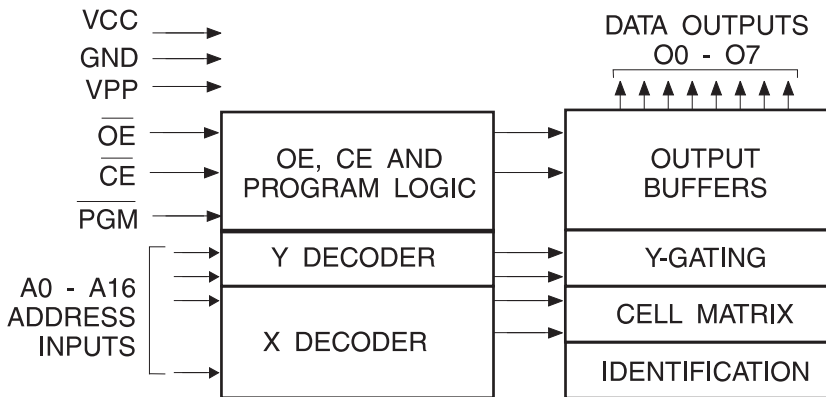 VCC
GND
VPP
OE
CE
PGM
A0 - A16
ADDRESS
INPUTS
OE, CE AND
PROGRAM LOGIC
Y DECODER
X DECODER
DATA OUTPUTS
O0 - O7
OUTPUT
BUFFERS
Y-GATING
CELL MATRIX
IDENTIFICATION